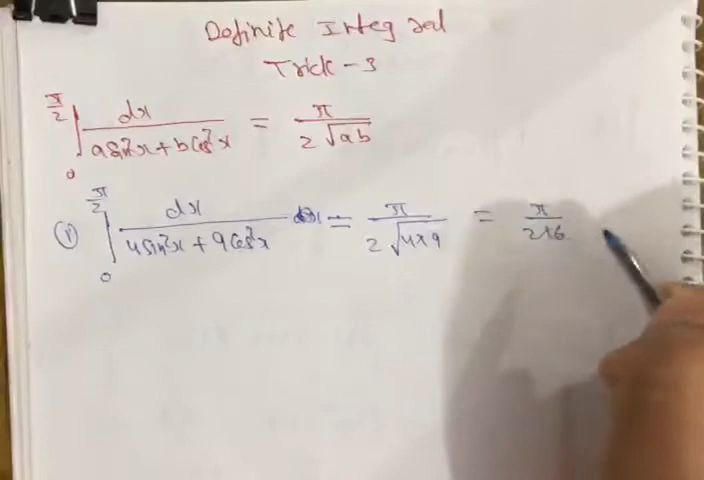 Definite Integral
Trick - 3
∫₀^(π/2) dx / (a sin²x + b cos²x) = π / (2√ab)
① ∫₀^(π/2) dx / (4 sin²x + 9 cos²x) = π / (2√(4×9)) = π / (2×6)